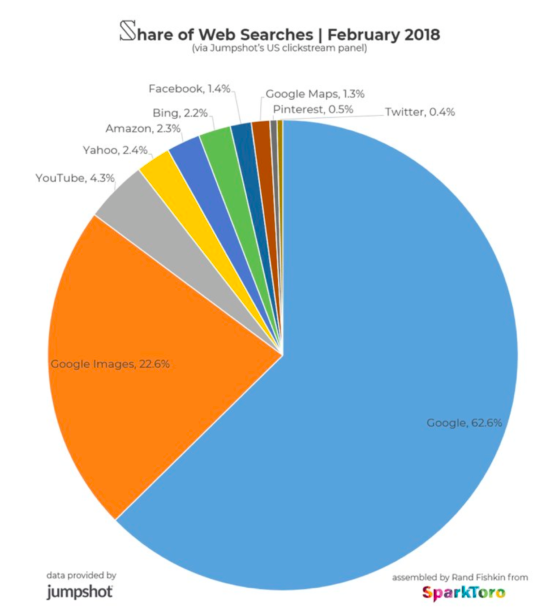 Share of Web Searches | February 2018
(via Jumpshot's US clickstream panel)
Facebook, 1.4%
Google Maps, 1.3%
Bing, 2.2%
Pinterest, 0.5%
Twitter, 0.4%
Amazon, 2.3%
Yahoo, 2.4%
YouTube, 4.3%
Google Images, 22.6%
Google, 62.6%
data provided by
jumpshot
assembled by Rand Fishkin from
SparkToro